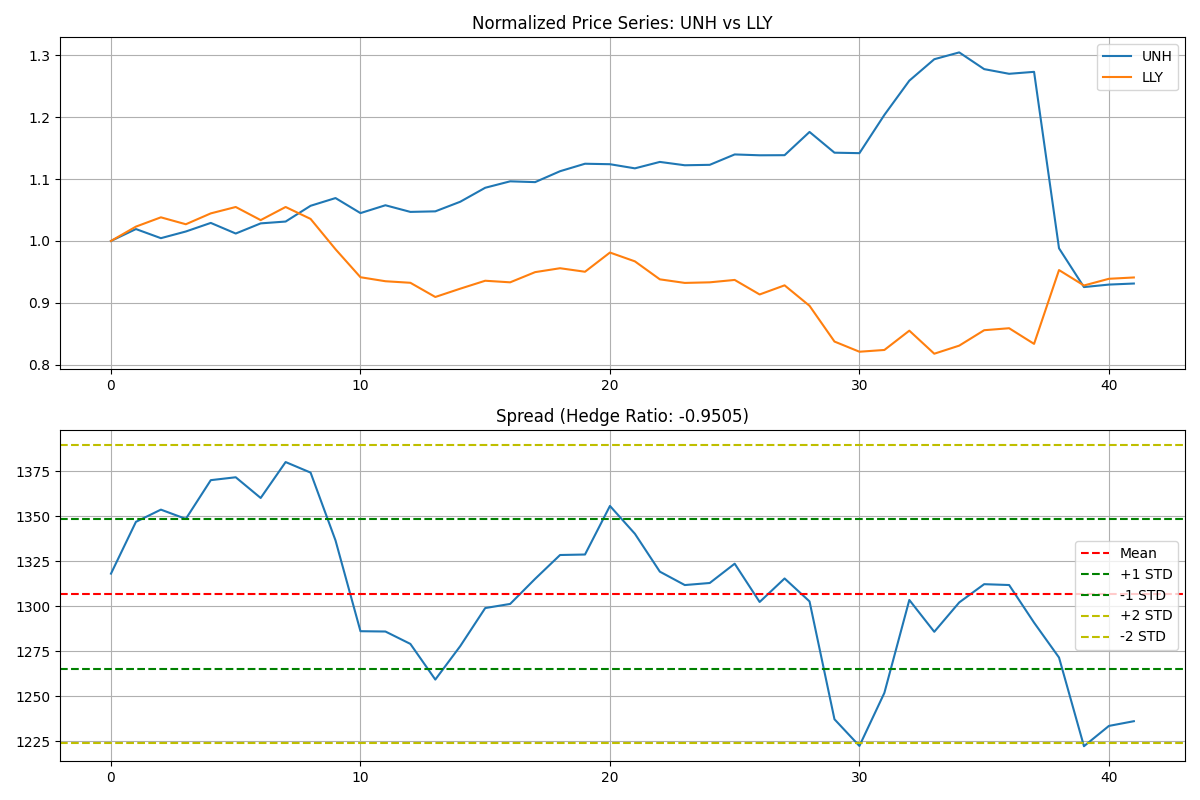 Normalized Price Series: UNH vs LLY
1.3
1.2
1.1
1.0
0.9
0.8
UNH
LLY
0 10 20 30 40
Spread (Hedge Ratio: -0.9505)
1375
1350
1325
1300
1275
1250
1225
Mean
+1 STD
-1 STD
+2 STD
-2 STD
0 10 20 30 40